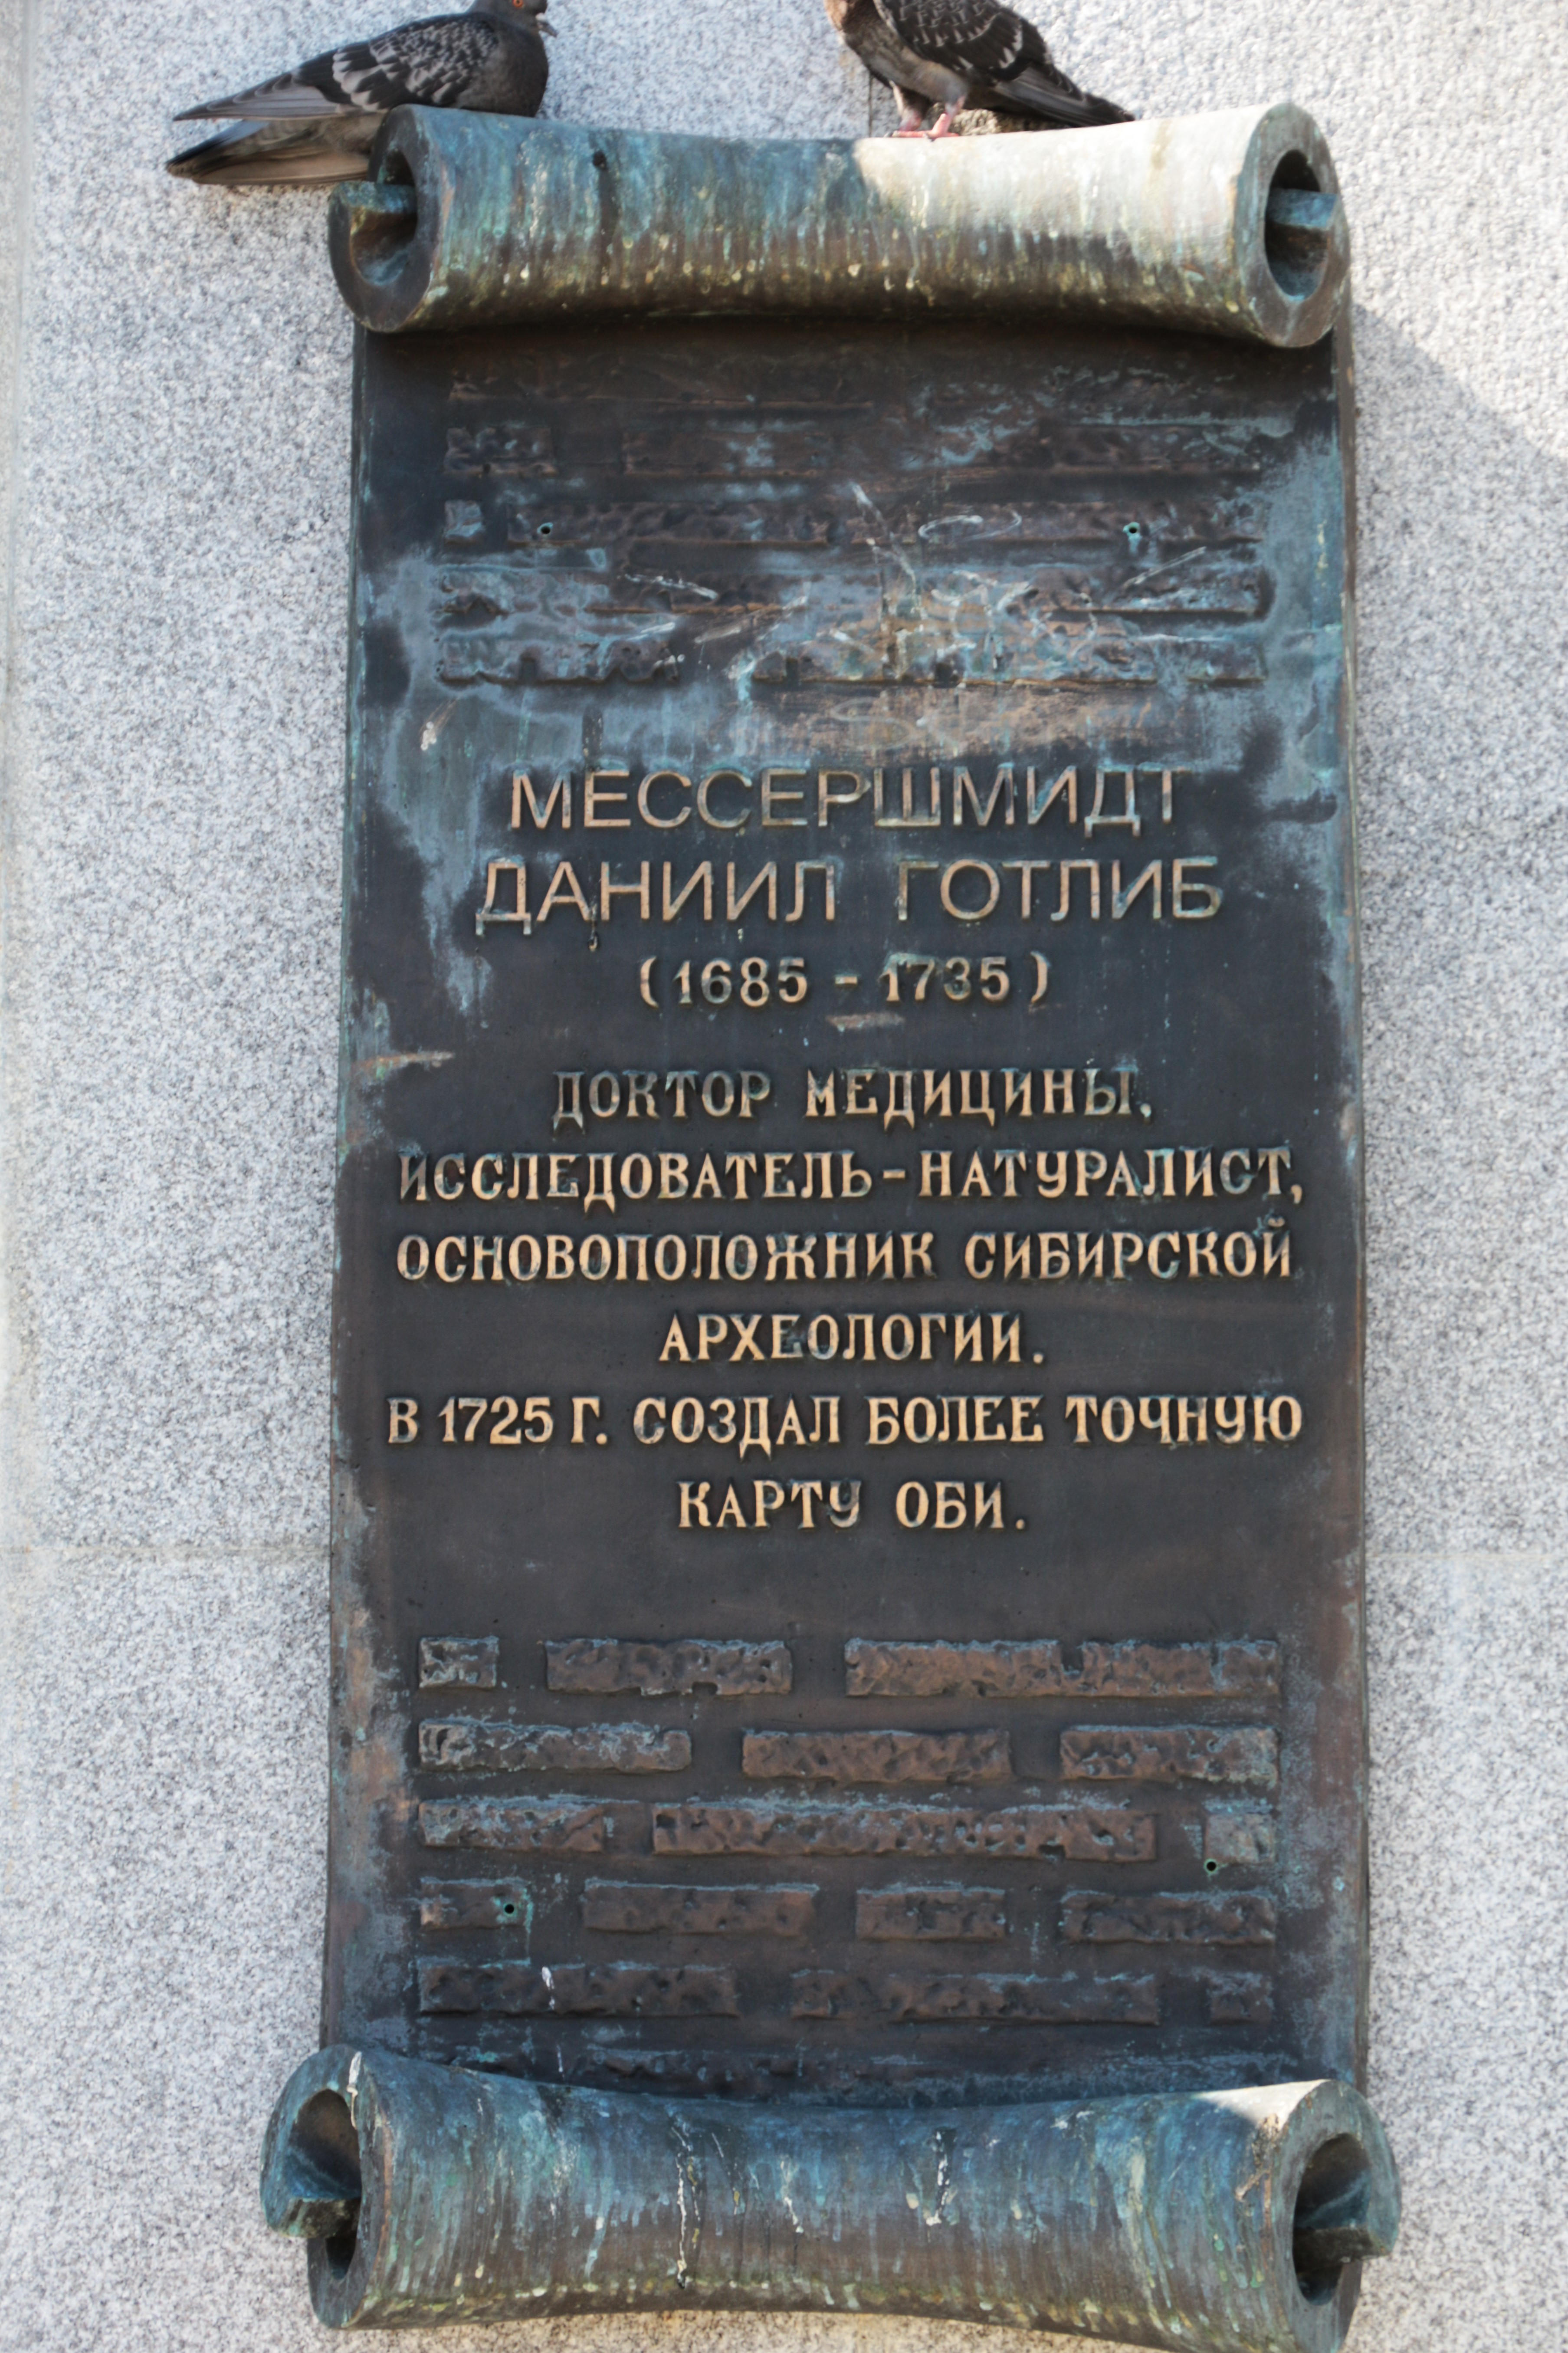 МЕССЕРШМИДТ
ДАНИИЛ ГОТЛИБ
(1685 - 1735)
ДОКТОР МЕДИЦИНЫ,
ИССЛЕДОВАТЕЛЬ-НАТУРАЛИСТ,
ОСНОВОПОЛОЖНИК СИБИРСКОЙ
АРХЕОЛОГИИ.
В 1725 Г. СОЗДАЛ БОЛЕЕ ТОЧНУЮ
КАРТУ ОБИ.